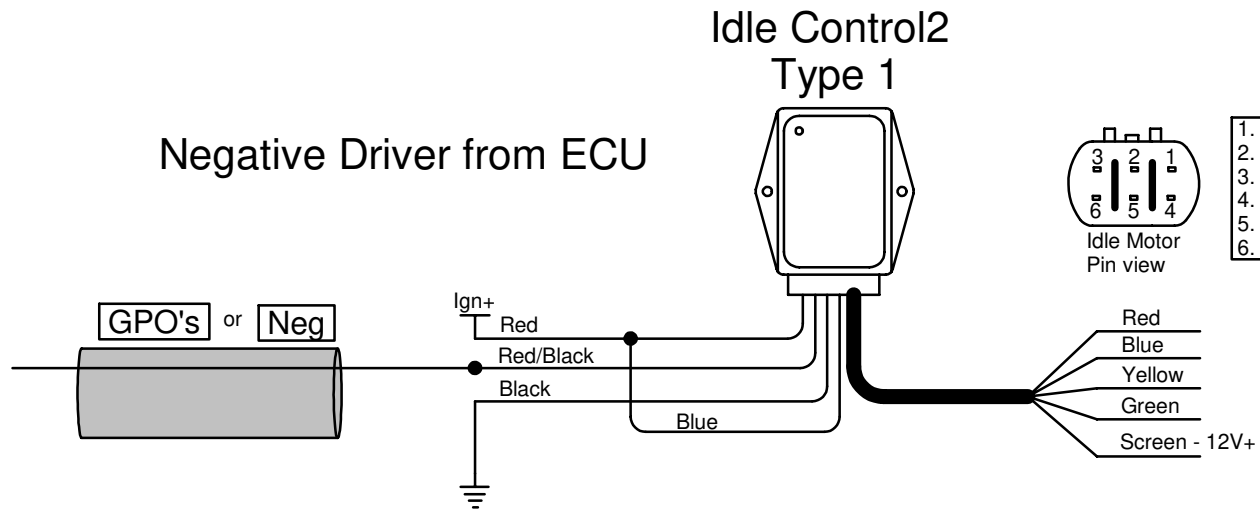 Idle Control2
Type 1
Negative Driver from ECU
GPO's or Neg
Ign+
Red
Red/Black
Black
Blue
3 2 1
6 5 4
Idle Motor
Pin view
1.
2.
3.
4.
5.
6.
Red
Blue
Yellow
Green
Screen - 12V+